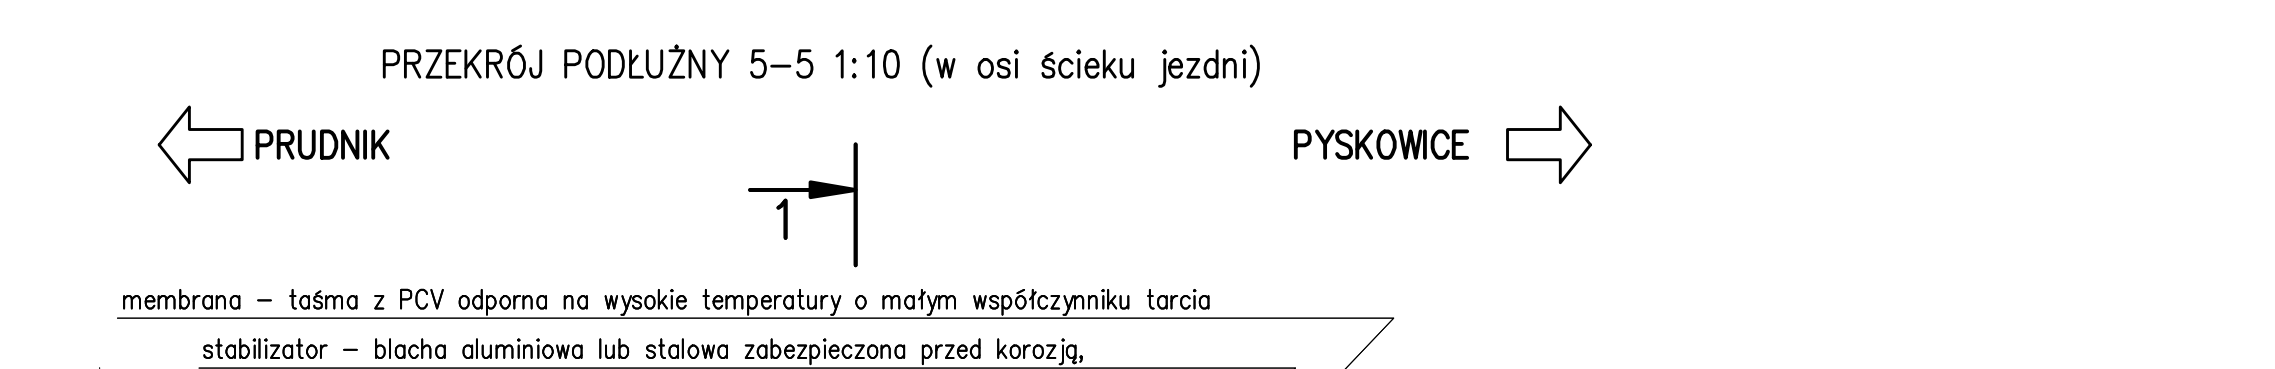 PRZEKRÓJ PODŁUŻNY 5–5 1:10 (w osi ścieku jezdni)
PRUDNIK
PYSKOWICE
1
membrana – taśma z PCV odporna na wysokie temperatury o małym współczynniku tarcia
stabilizator – blacha aluminiowa lub stalowa zabezpieczona przed korozją,